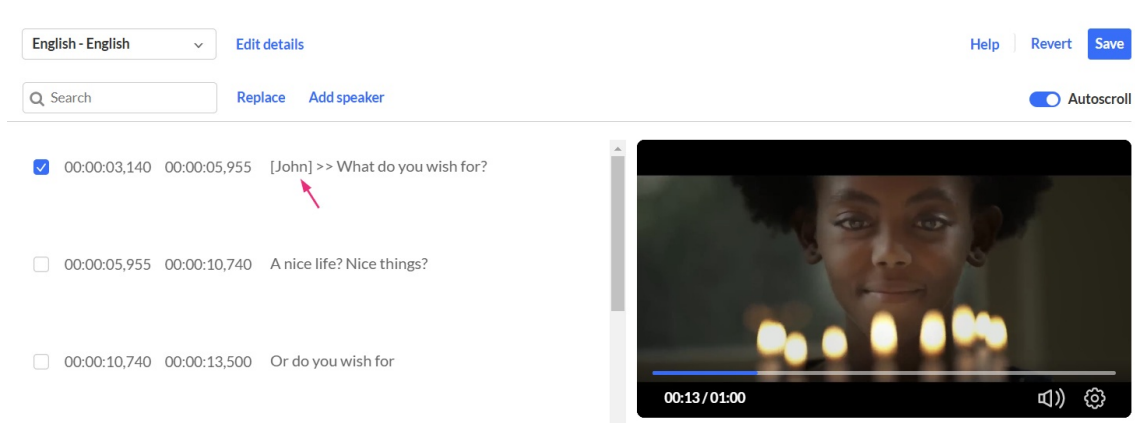 English - English Edit details Help Revert Save
Search Replace Add speaker Autoscroll
00:00:03,140 00:00:05,955 [John] >> What do you wish for?
00:00:05,955 00:00:10,740 A nice life? Nice things?
00:00:10,740 00:00:13,500 Or do you wish for
00:13 / 01:00